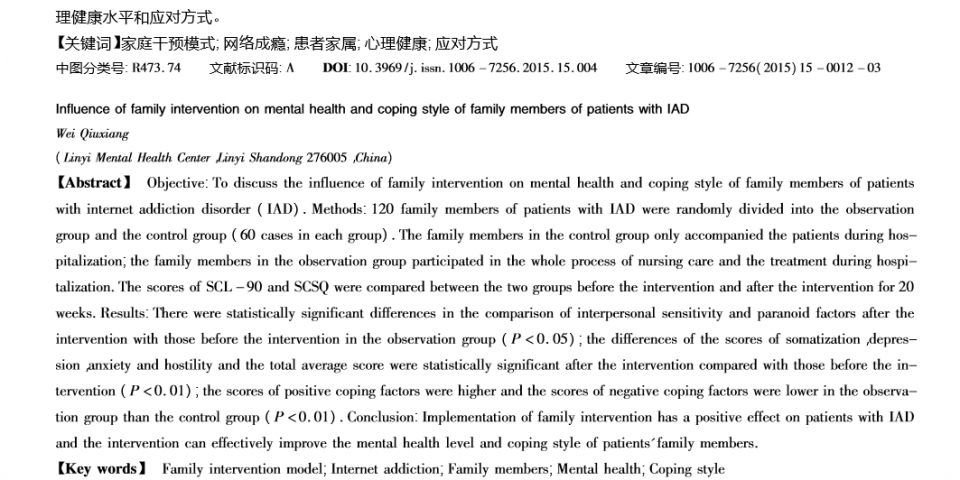 理健康水平和应对方式。
【关键词】家庭干预模式; 网络成瘾; 患者家属; 心理健康; 应对方式
中图分类号: R473.74 文献标识码: A DOI: 10.3969/j.issn.1006-7256.2015.15.004 文章编号: 1006-7256(2015)15-0012-03
Influence of family intervention on mental health and coping style of family members of patients with IAD
Wei Qiuxiang
(Linyi Mental Health Center,Linyi Shandong 276005,China)
【Abstract】 Objective: To discuss the influence of family intervention on mental health and coping style of family members of patients
with internet addiction disorder (IAD). Methods: 120 family members of patients with IAD were randomly divided into the observation
group and the control group (60 cases in each group). The family members in the control group only accompanied the patients during hos-
pitalization; the family members in the observation group participated in the whole process of nursing care and the treatment during hospi-
talization. The scores of SCL-90 and SCSQ were compared between the two groups before the intervention and after the intervention for 20
weeks. Results: There were statistically significant differences in the comparison of interpersonal sensitivity and paranoid factors after the
intervention with those before the intervention in the observation group (P<0.05); the differences of the scores of somatization,depres-
sion,anxiety and hostility and the total average score were statistically significant after the intervention compared with those before the in-
tervention (P<0.01); the scores of positive coping factors were higher and the scores of negative coping factors were lower in the observa-
tion group than the control group (P<0.01). Conclusion: Implementation of family intervention has a positive effect on patients with IAD
and the intervention can effectively improve the mental health level and coping style of patients′family members.
【Key words】 Family intervention model; Internet addiction; Family members; Mental health; Coping style